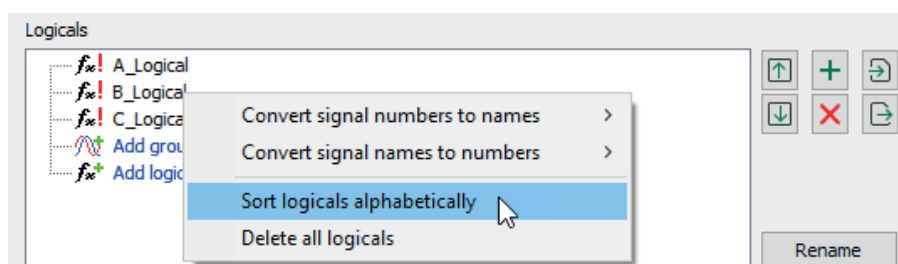 Logicals
A_Logical
B_Logical
C_Logica
Add grou
Add logic
Convert signal numbers to names
Convert signal names to numbers
Sort logicals alphabetically
Delete all logicals
Rename